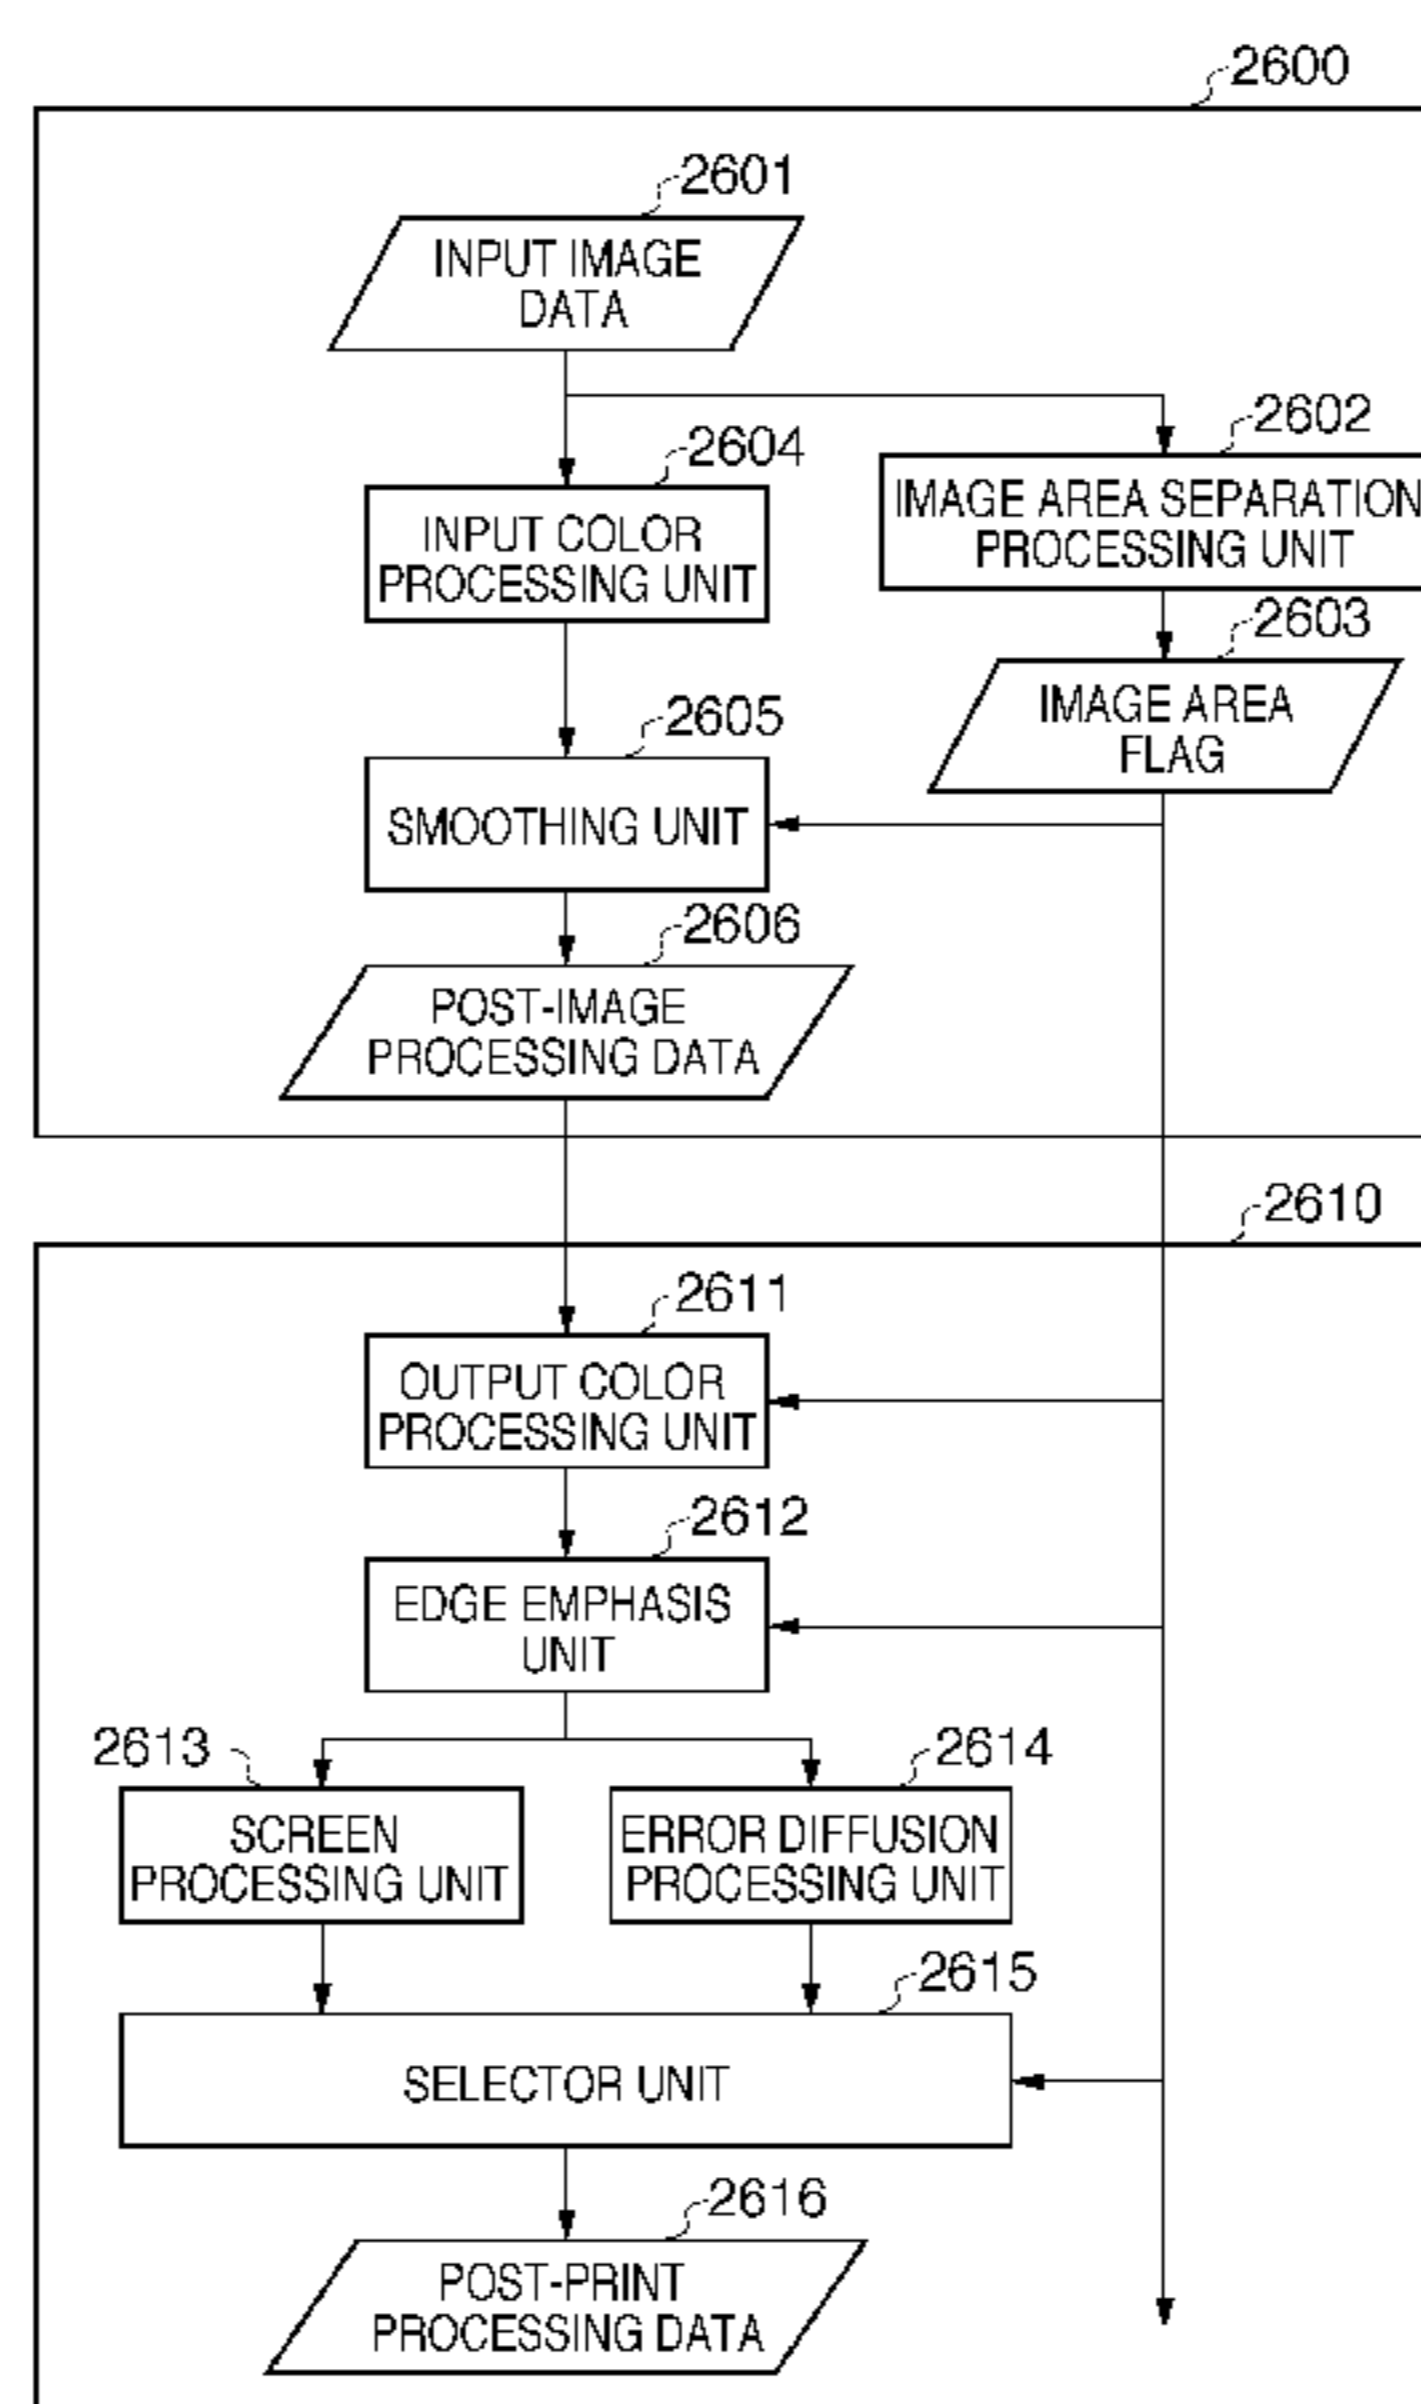 2600
2601
INPUT IMAGE
DATA
2602
2604
IMAGE AREA SEPARATION
PROCESSING UNIT
INPUT COLOR
PROCESSING UNIT
2603
IMAGE AREA
FLAG
2605
SMOOTHING UNIT
2606
POST-IMAGE
PROCESSING DATA
2610
2611
OUTPUT COLOR
PROCESSING UNIT
2612
EDGE EMPHASIS
UNIT
2613
2614
SCREEN
PROCESSING UNIT
ERROR DIFFUSION
PROCESSING UNIT
2615
SELECTOR UNIT
2616
POST-PRINT
PROCESSING DATA